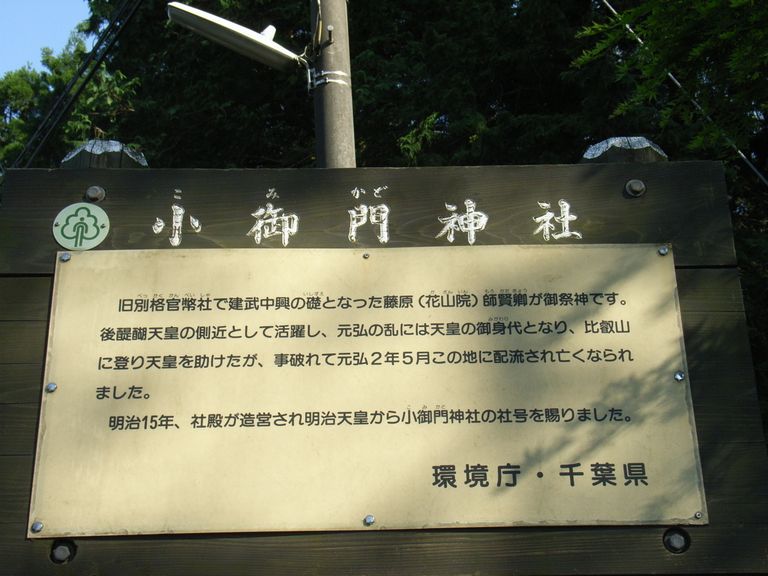 小御門神社
こ み かど
旧別格官幣社で建武中興の礎となった藤原（花山院）師賢卿が御祭神です。
後醍醐天皇の側近として活躍し、元弘の乱には天皇の御身代となり、比叡山
に登り天皇を助けたが、事破れて元弘２年５月この地に配流され亡くなられ
ました。
明治15年、社殿が造営され明治天皇から小御門神社の社号を賜りました。
環境庁・千葉県